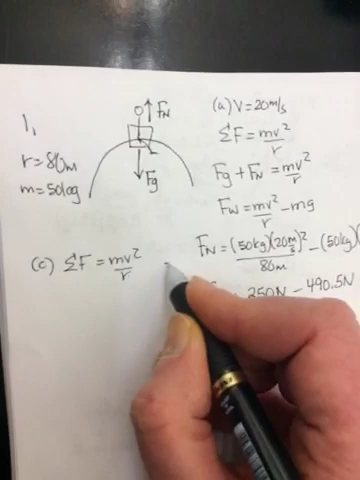 1,
r=80m
m=50kg
FN
Fg
(a) V=20m/s
ΣF = mv²/r
Fg + FN = mv²/r
FN = mv²/r - mg
FN = (50kg)(20m/s)²/80m - (50kg)(
250N - 490.5N
(c) ΣF = mv²/r